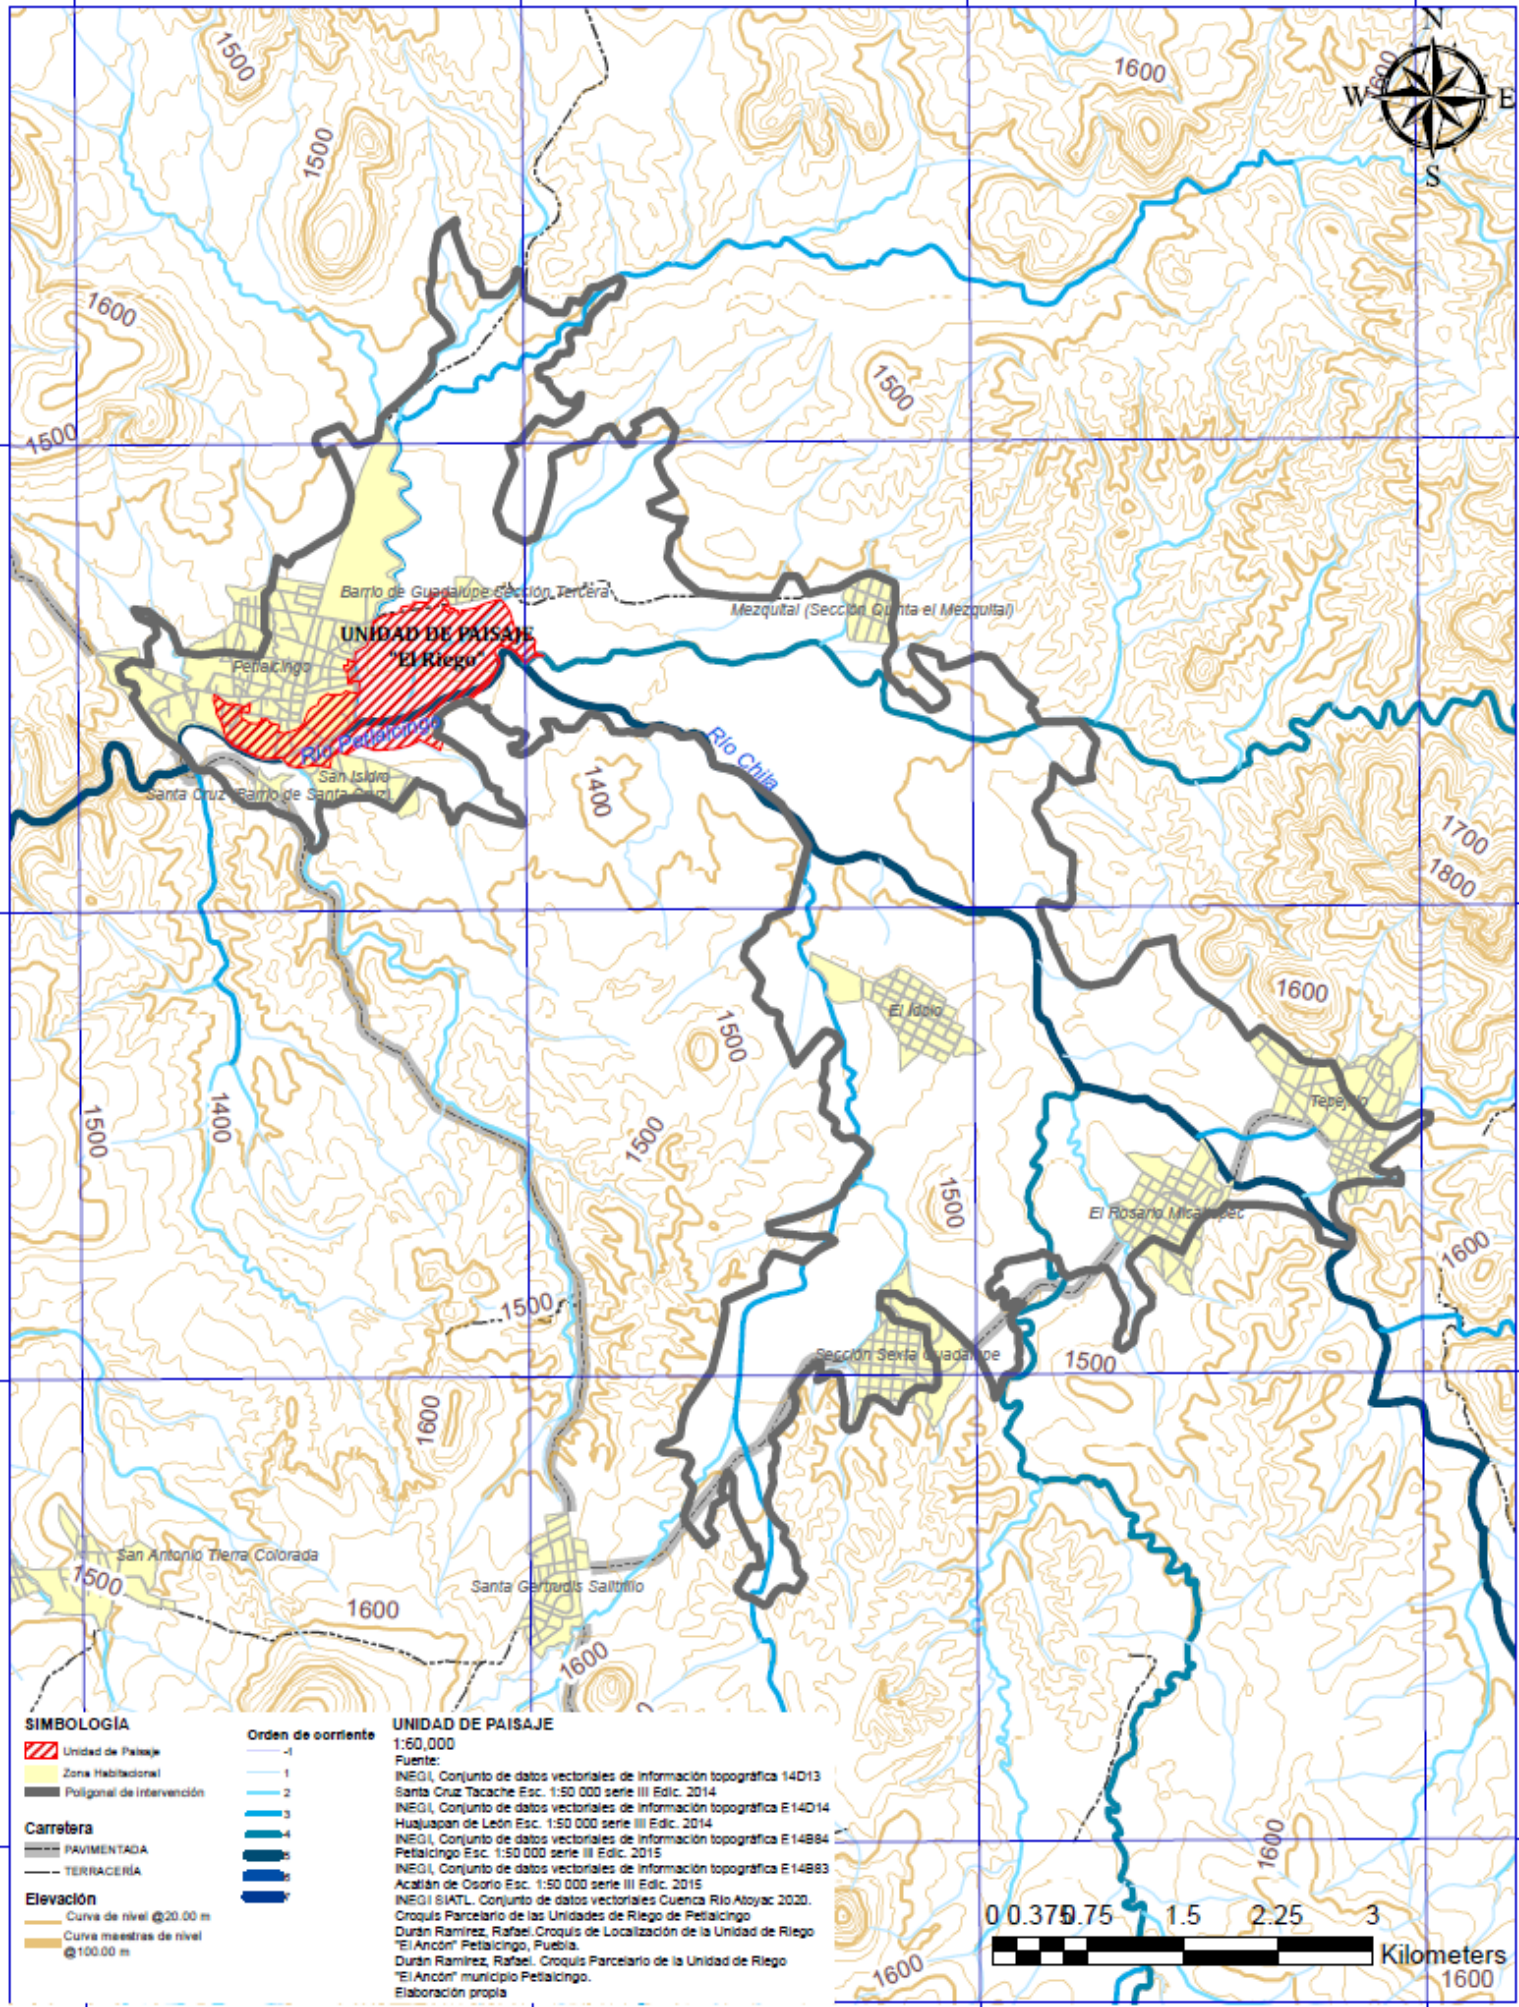 N
1500
1600
1600
W
E
S
1500
1600
1500
1500
Barrio de Guadalupe Sección Tercera
Mezquital (Sección Quinta el Mezquital)
UNIDAD DE PAISAJE
"El Riego"
Petlalcingo
Río Petlalcingo
Río Chila
San Isidro
Santa Cruz (Barrio de Santa Cruz)
1400
1700
1800
1600
El Idolo
1500
1500
1400
1500
Tepejillo
1500
El Rosario Micaltepec
1600
1500
Sección Sexta Guadalupe
1500
1600
San Antonio Tierra Colorada
1500
Santa Gertrudis Salitrillo
1600
1600
SIMBOLOGÍA
Unidad de Paisaje
Zona Habitacional
Poligonal de intervención
Carretera
PAVIMENTADA
TERRACERÍA
Elevación
Curva de nivel @20.00 m
Curva maestras de nivel
@100.00 m
Orden de corriente
-1
1
2
3
4
5
6
7
UNIDAD DE PAISAJE
1:60,000
Fuente:
INEGI, Conjunto de datos vectoriales de información topográfica 14D13
Santa Cruz Tacache Esc. 1:50 000 serie III Edic. 2014
INEGI, Conjunto de datos vectoriales de información topográfica E14D14
Huajuapan de León Esc. 1:50 000 serie III Edic. 2014
INEGI, Conjunto de datos vectoriales de información topográfica E14B84
Petlalcingo Esc. 1:50 000 serie III Edic. 2015
INEGI, Conjunto de datos vectoriales de información topográfica E14B83
Acatlán de Osorio Esc. 1:50 000 serie III Edic. 2015
INEGI SIATL. Conjunto de datos vectoriales Cuenca Río Atoyac 2020.
Croquis Parcelario de las Unidades de Riego de Petlalcingo
Durán Ramírez, Rafael.Croquis de Localización de la Unidad de Riego
"El Ancón" Petlalcingo, Puebla.
Durán Ramírez, Rafael. Croquis Parcelario de la Unidad de Riego
"El Ancón" municipio Petlalcingo.
Elaboración propia
1600
0 0.375 0.75 1.5 2.25 3
Kilometers
1600
1600